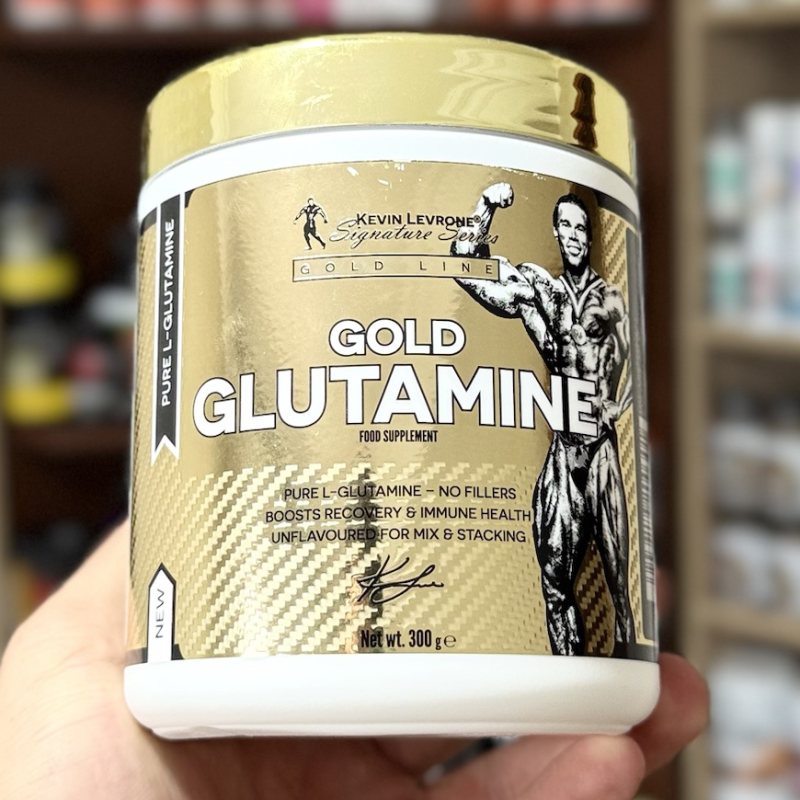 KEVIN LEVRONE®
Signature Series
GOLD LINE
PURE L-GLUTAMINE
GOLD
GLUTAMINE
FOOD SUPPLEMENT
PURE L-GLUTAMINE – NO FILLERS
BOOSTS RECOVERY & IMMUNE HEALTH
UNFLAVOURED FOR MIX & STACKING
NEW
Net wt. 300 g ℮